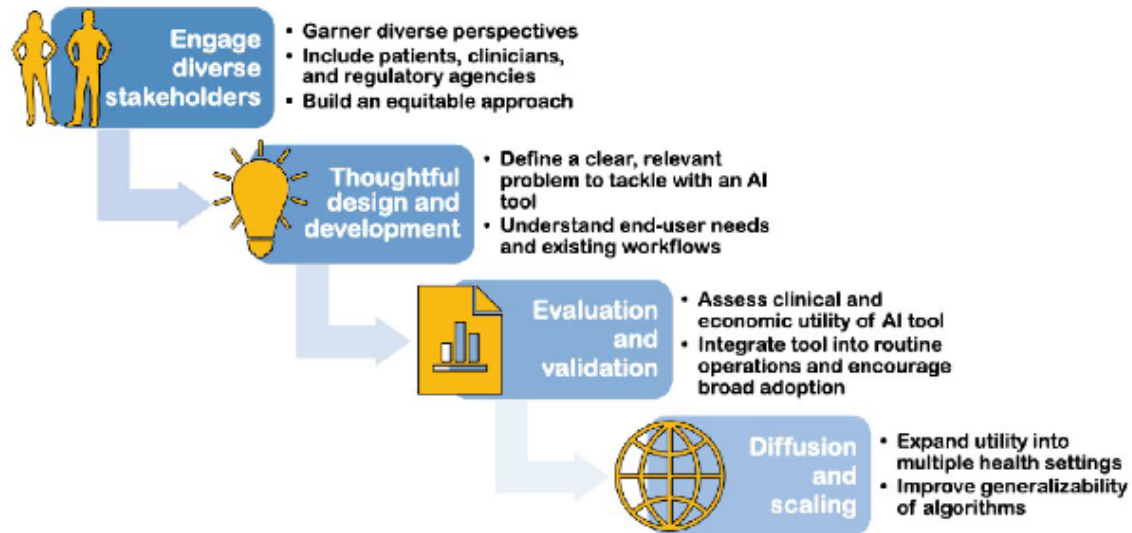 Engage
diverse
stakeholders
• Garner diverse perspectives
• Include patients, clinicians,
and regulatory agencies
• Build an equitable approach
Thoughtful
design and
development
• Define a clear, relevant
problem to tackle with an AI
tool
• Understand end-user needs
and existing workflows
Evaluation
and
validation
• Assess clinical and
economic utility of AI tool
• Integrate tool into routine
operations and encourage
broad adoption
Diffusion
and
scaling
• Expand utility into
multiple health settings
• Improve generalizability
of algorithms